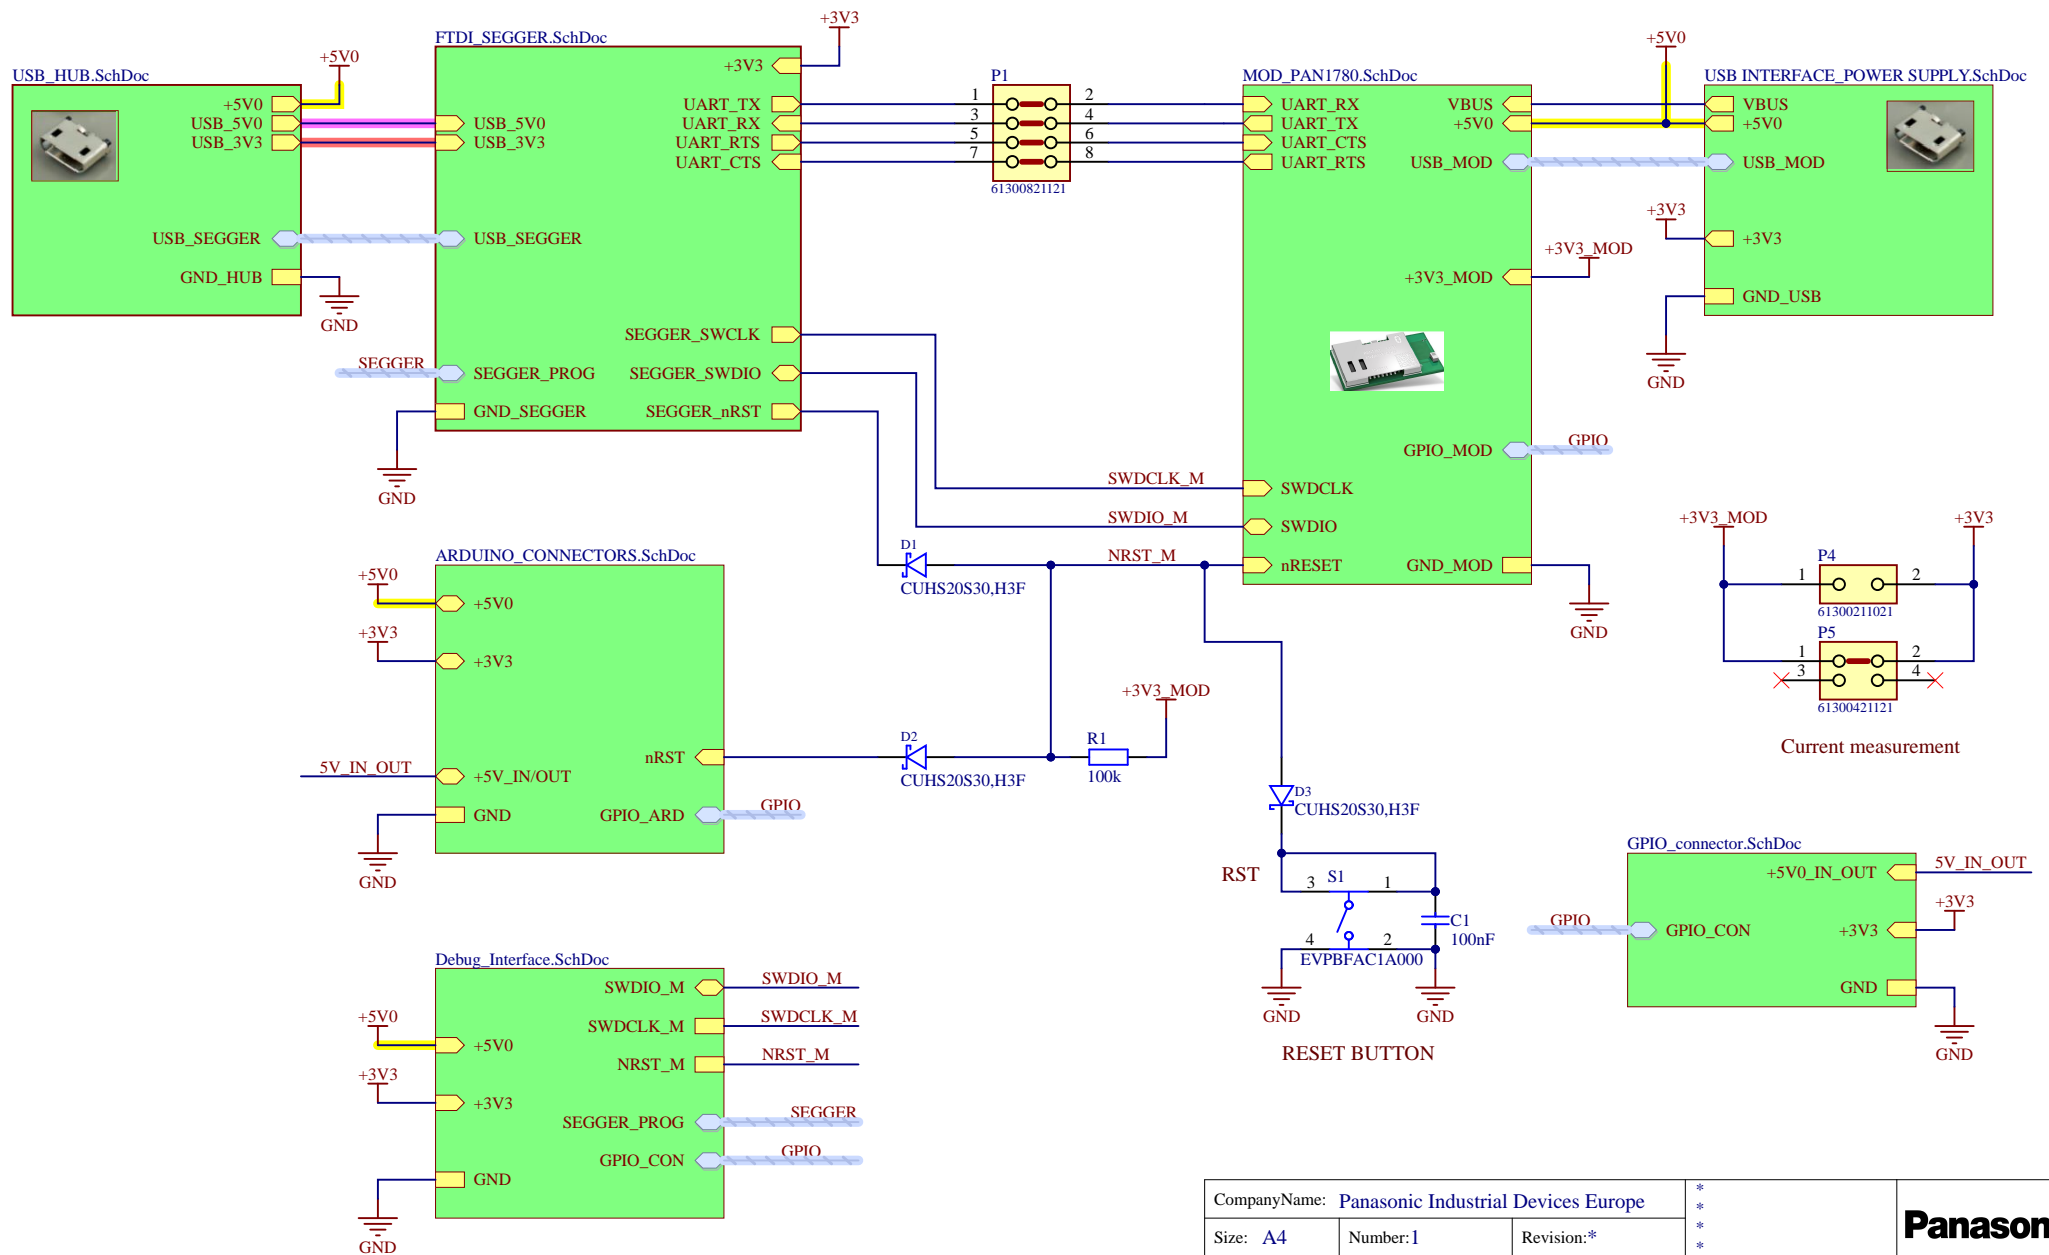 USB_HUB.SchDoc
+5V0
+5V0
USB_5V0
USB_3V3
USB_SEGGER
GND_HUB
GND
FTDI_SEGGER.SchDoc
+3V3
+3V3
USB_5V0
USB_3V3
USB_SEGGER
SEGGER
SEGGER_PROG
GND_SEGGER
GND
UART_TX
UART_RX
UART_RTS
UART_CTS
SEGGER_SWCLK
SEGGER_SWDIO
SEGGER_nRST
P1
1 2
3 4
5 6
7 8
61300821121
MOD_PAN1780.SchDoc
UART_RX
UART_TX
UART_CTS
UART_RTS
VBUS
+5V0
USB_MOD
+3V3_MOD
+3V3_MOD
GPIO_MOD
GPIO
SWDCLK_M
SWDCLK
SWDIO_M
SWDIO
NRST_M
nRESET
GND_MOD
GND
+5V0
USB INTERFACE_POWER SUPPLY.SchDoc
VBUS
+5V0
USB_MOD
+3V3
+3V3
GND_USB
GND
D1
CUHS20S30,H3F
+3V3_MOD
+3V3
P4
1 2
61300211021
P5
1 2
3 4
61300421121
Current measurement
ARDUINO_CONNECTORS.SchDoc
+5V0
+5V0
+3V3
+3V3
5V_IN_OUT
+5V_IN/OUT
GND
GND
nRST
GPIO_ARD
GPIO
D2
CUHS20S30,H3F
+3V3_MOD
R1
100k
D3
CUHS20S30,H3F
RST
S1
3 1
4 2
EVPBFAC1A000
C1
100nF
GND
GND
RESET BUTTON
GPIO_connector.SchDoc
+5V0_IN_OUT
5V_IN_OUT
GPIO
GPIO_CON
+3V3
+3V3
GND
GND
Debug_Interface.SchDoc
SWDIO_M
SWDIO_M
SWDCLK_M
SWDCLK_M
NRST_M
NRST_M
+5V0
+5V0
+3V3
+3V3
SEGGER_PROG
SEGGER
GPIO_CON
GPIO
GND
GND
CompanyName: Panasonic Industrial Devices Europe
Size: A4
Number:1
Revision:*
*
*
*
*
Panason